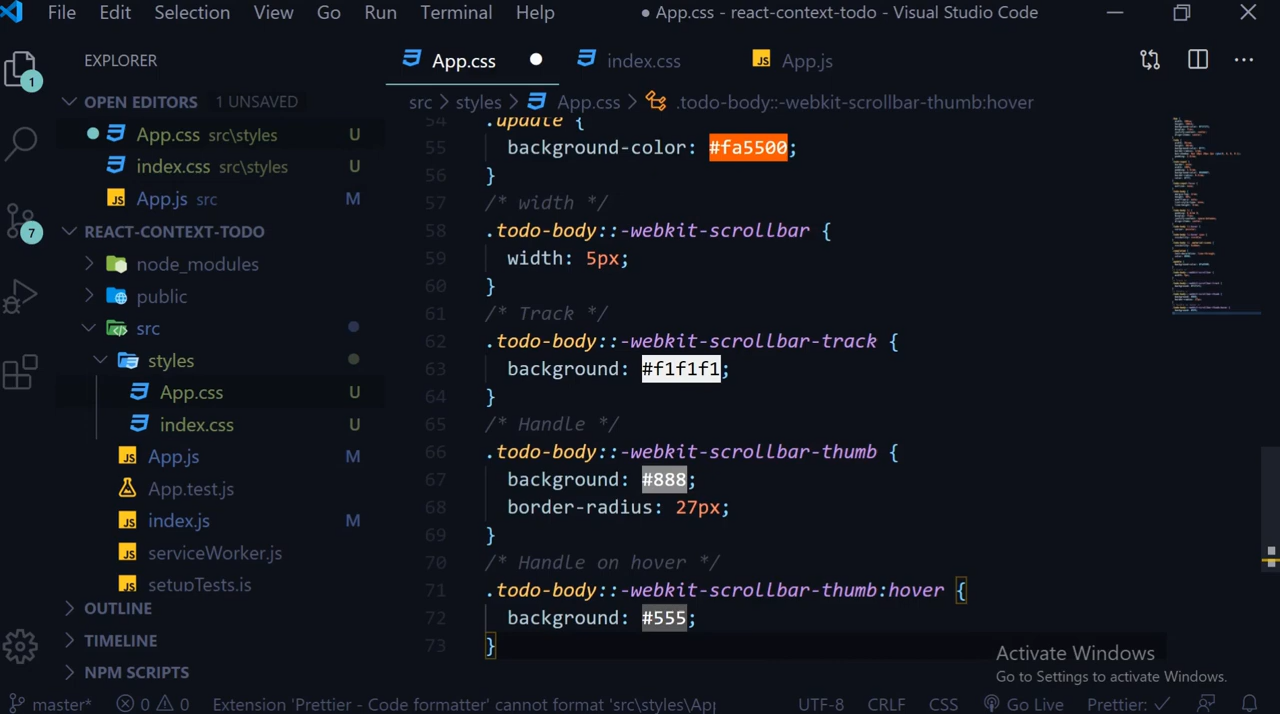 File Edit Selection View Go Run Terminal Help ● App.css - react-context-todo - Visual Studio Code
EXPLORER
App.css index.css JS App.js
OPEN EDITORS 1 UNSAVED
src > styles > App.css > .todo-body::-webkit-scrollbar-thumb:hover
App.css src\styles U
index.css src\styles U
JS App.js src M
REACT-CONTEXT-TODO
node_modules
public
src
styles
App.css U
index.css U
JS App.js M
App.test.js
JS index.js M
JS serviceWorker.js
JS setupTests.js
OUTLINE
TIMELINE
NPM SCRIPTS
1
7
54 .update {
55 background-color: #fa5500;
56 }
57 /* width */
58 .todo-body::-webkit-scrollbar {
59 width: 5px;
60 }
61 /* Track */
62 .todo-body::-webkit-scrollbar-track {
63 background: #f1f1f1;
64 }
65 /* Handle */
66 .todo-body::-webkit-scrollbar-thumb {
67 background: #888;
68 border-radius: 27px;
69 }
70 /* Handle on hover */
71 .todo-body::-webkit-scrollbar-thumb:hover {
72 background: #555;
73 }
Activate Windows
Go to Settings to activate Windows.
master* 0 0 Extension 'Prettier - Code formatter' cannot format 'src\styles\App UTF-8 CRLF CSS Go Live Prettier: ✓